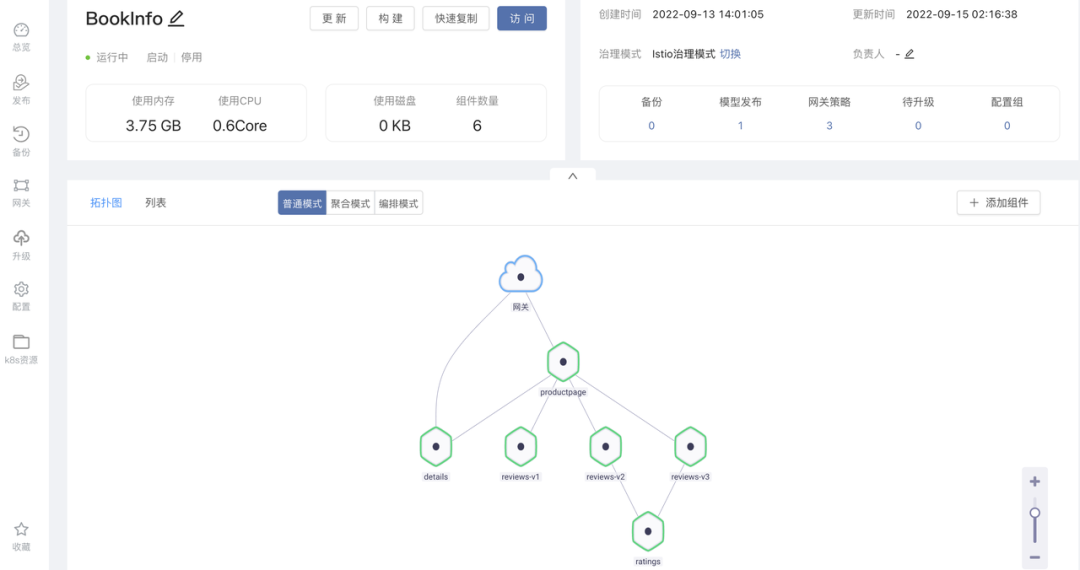 总览
发布
备份
网关
升级
配置
k8s资源
收藏
BookInfo
更 新
构 建
快速复制
访 问
运行中 启动 停用
使用内存 使用CPU
3.75 GB 0.6Core
使用磁盘 组件数量
0 KB 6
创建时间 2022-09-13 14:01:05 更新时间 2022-09-15 02:16:38
治理模式 Istio治理模式 切换 负责人 -
备份 模型发布 网关策略 待升级 配置组
0 1 3 0 0
拓扑图 列表 普通模式 聚合模式 编排模式 + 添加组件
网关
productpage
details reviews-v1 reviews-v2 reviews-v3
ratings